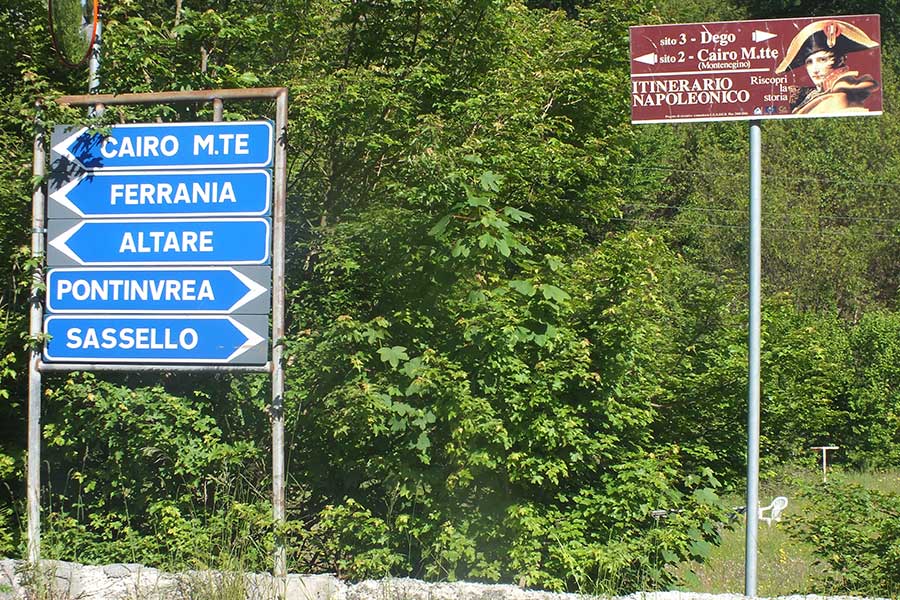 CAIRO M.TE
FERRANIA
ALTARE
PONTINVREA
SASSELLO
sito 3 - Dego
sito 2 - Cairo M.tte
(Montenegino)
ITINERARIO
NAPOLEONICO
Riscopri
la
storia